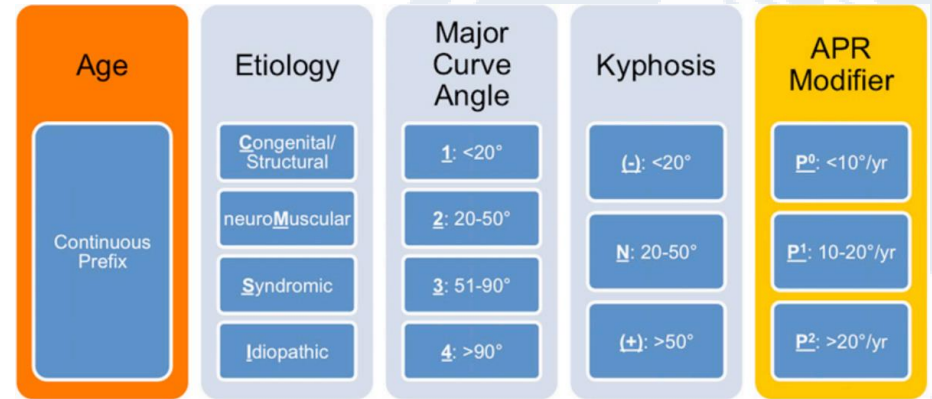 Age
Continuous
Prefix
Etiology
Congenital/
Structural
neuroMuscular
Syndromic
Idiopathic
Major
Curve
Angle
1: <20°
2: 20-50°
3: 51-90°
4: >90°
Kyphosis
(-): <20°
N: 20-50°
(+): >50°
APR
Modifier
P⁰: <10°/yr
P¹: 10-20°/yr
P²: >20°/yr